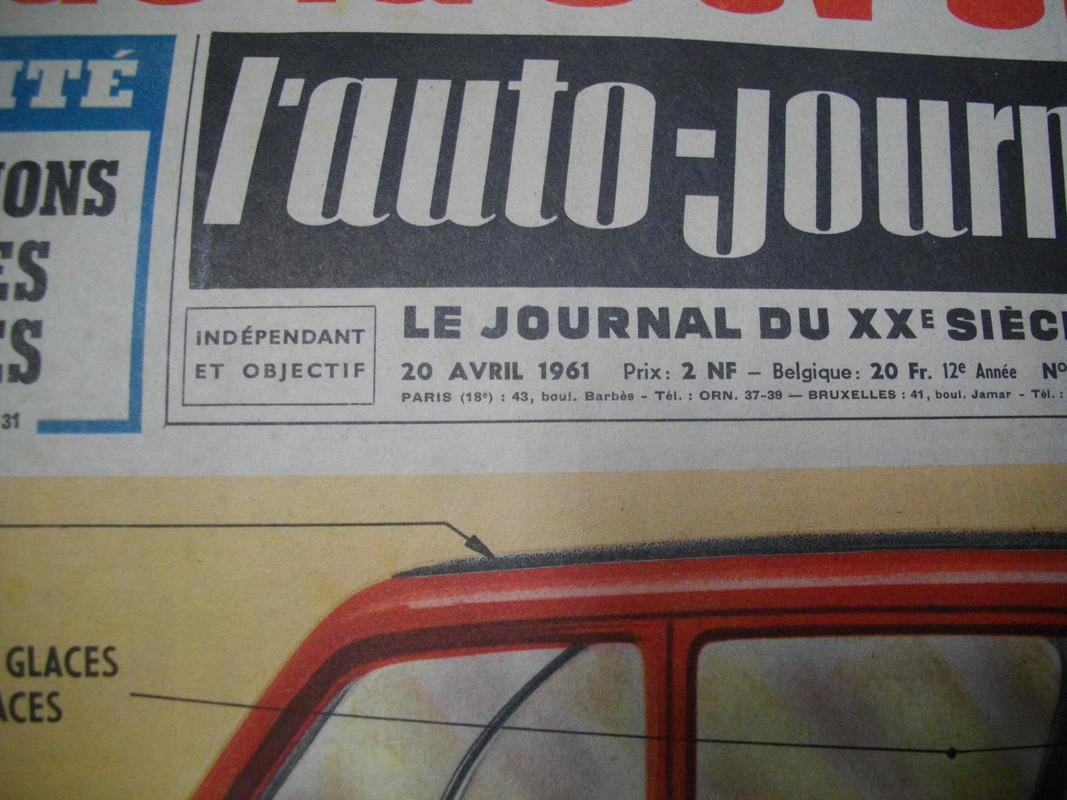 l'auto-journ
INDÉPENDANT
ET OBJECTIF
LE JOURNAL DU XXE SIÈC
20 AVRIL 1961 Prix: 2 NF – Belgique: 20 Fr. 12e Année N°
PARIS (18e) : 43, boul. Barbès - Tél. : ORN. 37-39 — BRUXELLES : 41, boul. Jamar - Tél. :
ITÉ
IONS
ES
ES
31
GLACES
ACES